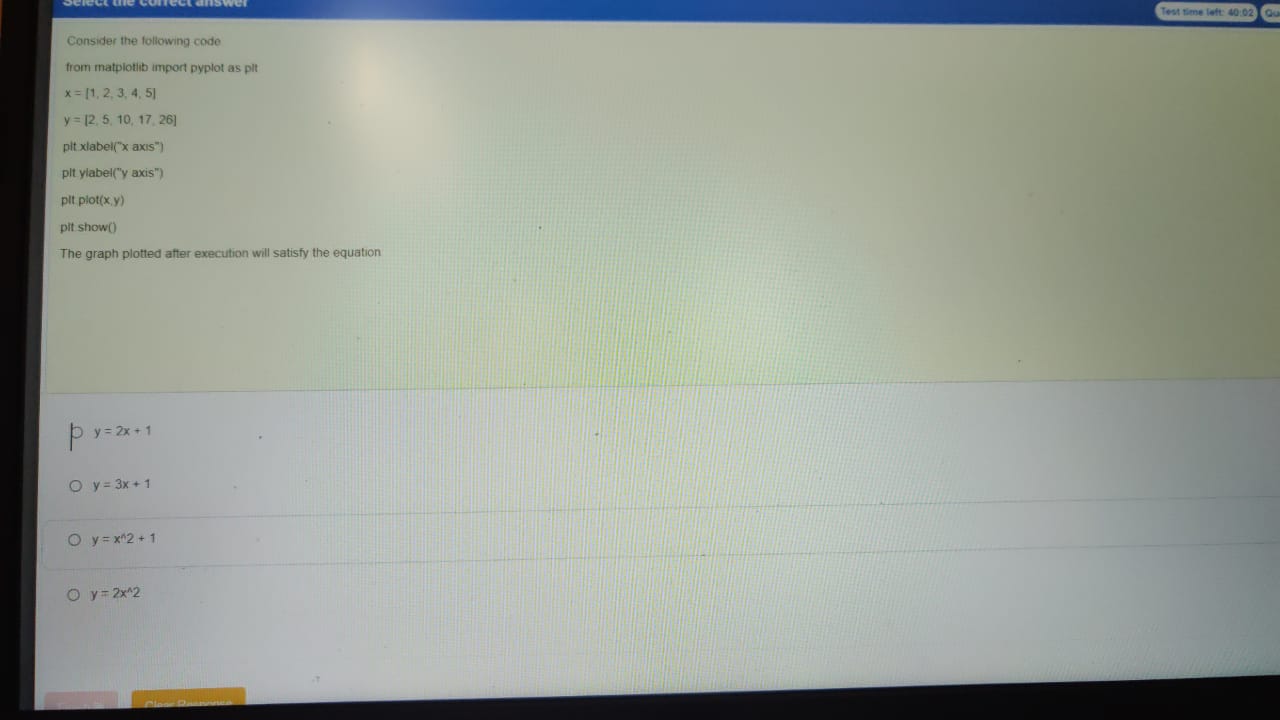 Select the correct answer
Test time left: 40:02
Consider the following code
from matplotlib import pyplot as plt
x = [1, 2, 3, 4, 5]
y = [2, 5, 10, 17, 26]
plt.xlabel("x axis")
plt.ylabel("y axis")
plt.plot(x,y)
plt.show()
The graph plotted after execution will satisfy the equation
y = 2x + 1
y = 3x + 1
y = x^2 + 1
y = 2x^2
Clear Response